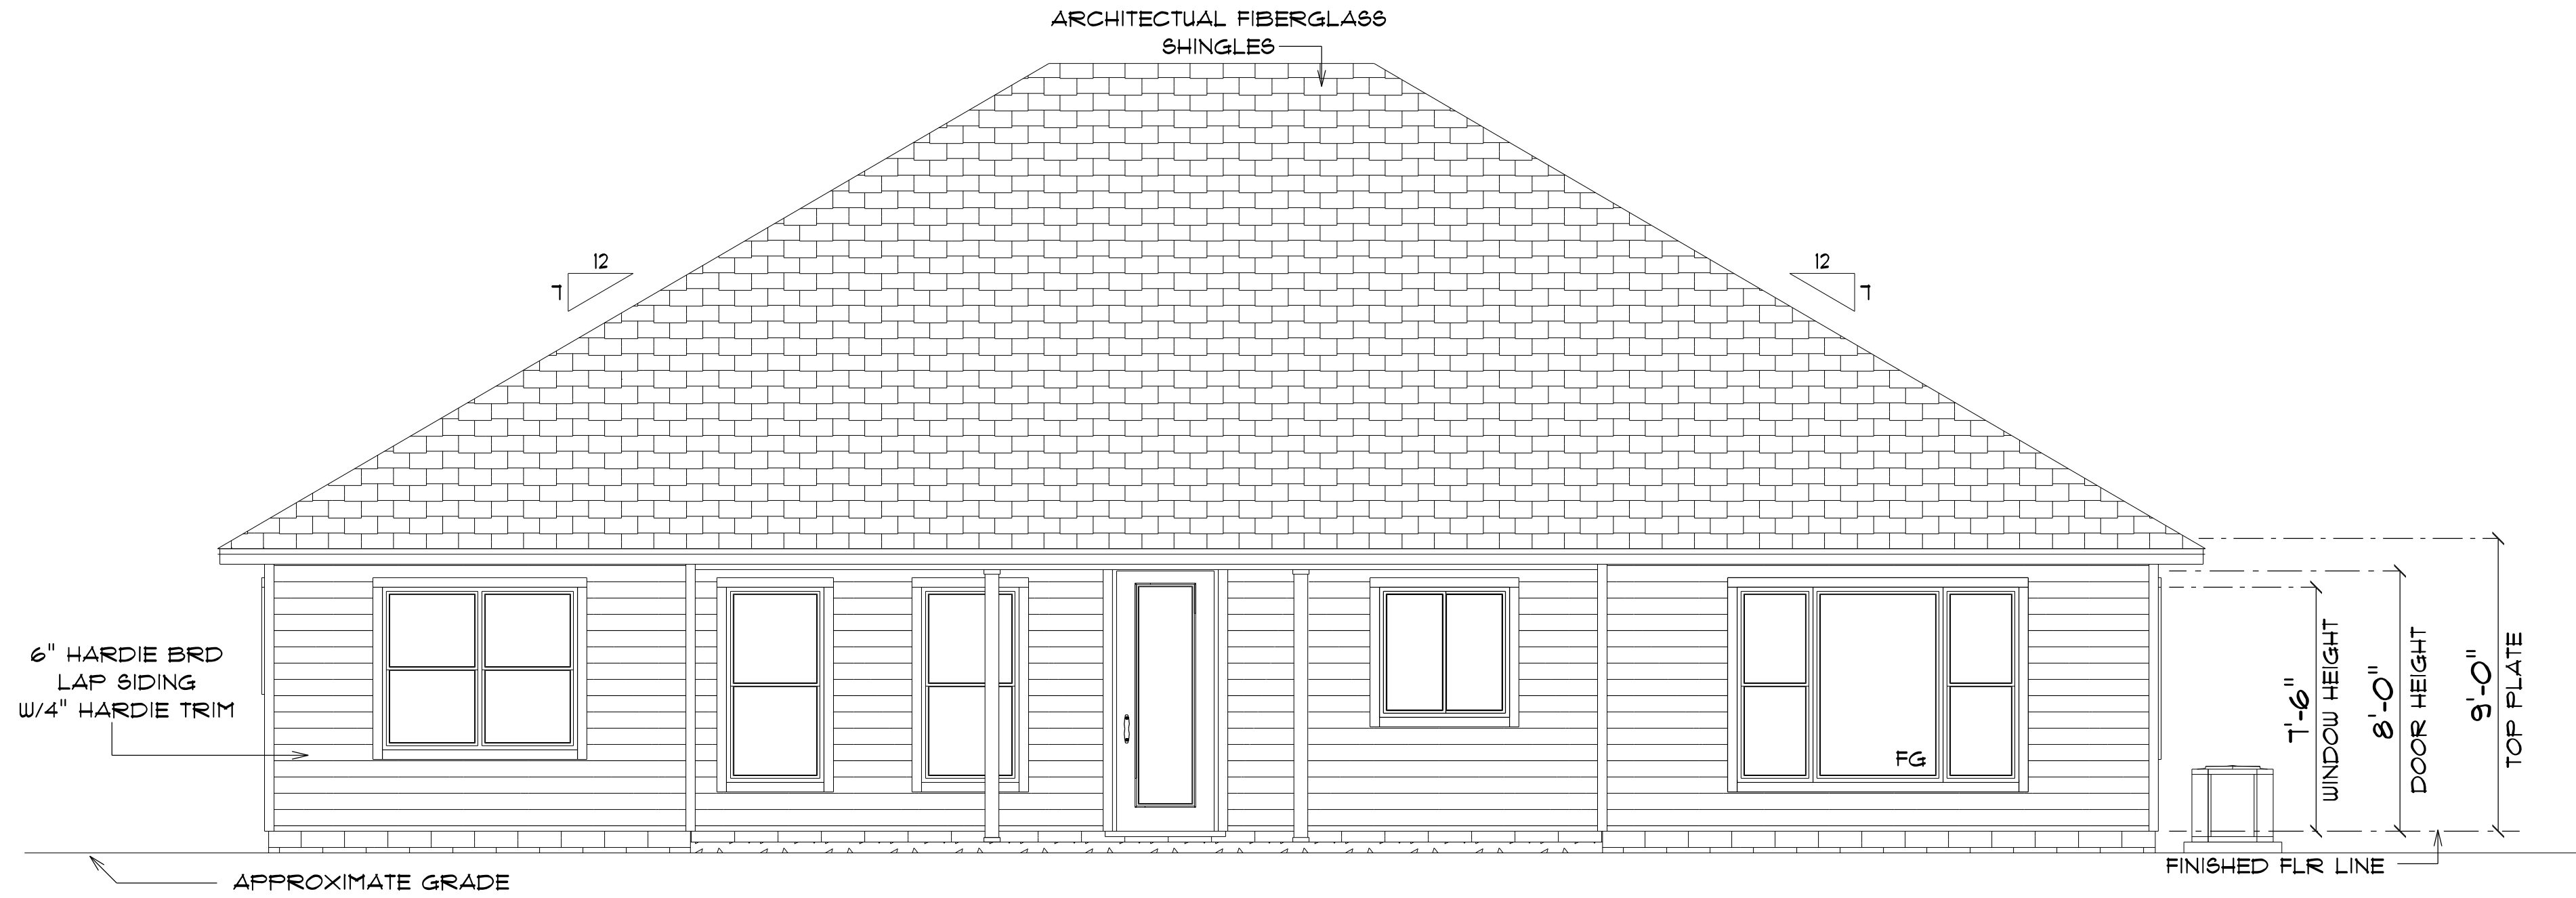 ARCHITECTUAL FIBERGLASS
SHINGLES
12
7
12
7
6" HARDIE BRD
LAP SIDING
W/4" HARDIE TRIM
FG
7'-6"
WINDOW HEIGHT
8'-0"
DOOR HEIGHT
9'-0"
TOP PLATE
FINISHED FLR LINE
APPROXIMATE GRADE